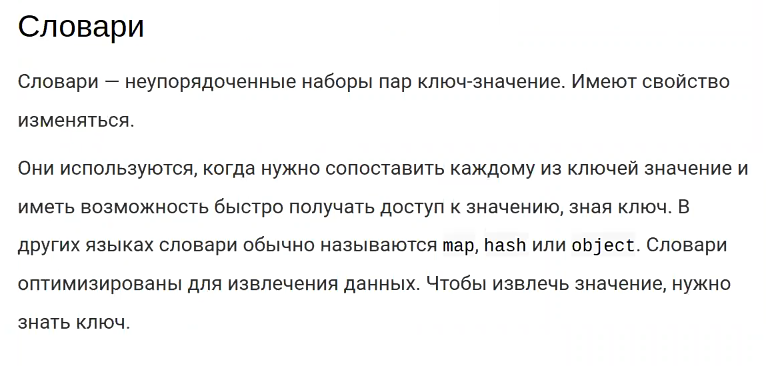 Словари
Словари — неупорядоченные наборы пар ключ-значение. Имеют свойство
изменяться.
Они используются, когда нужно сопоставить каждому из ключей значение и
иметь возможность быстро получать доступ к значению, зная ключ. В
других языках словари обычно называются map, hash или object. Словари
оптимизированы для извлечения данных. Чтобы извлечь значение, нужно
знать ключ.